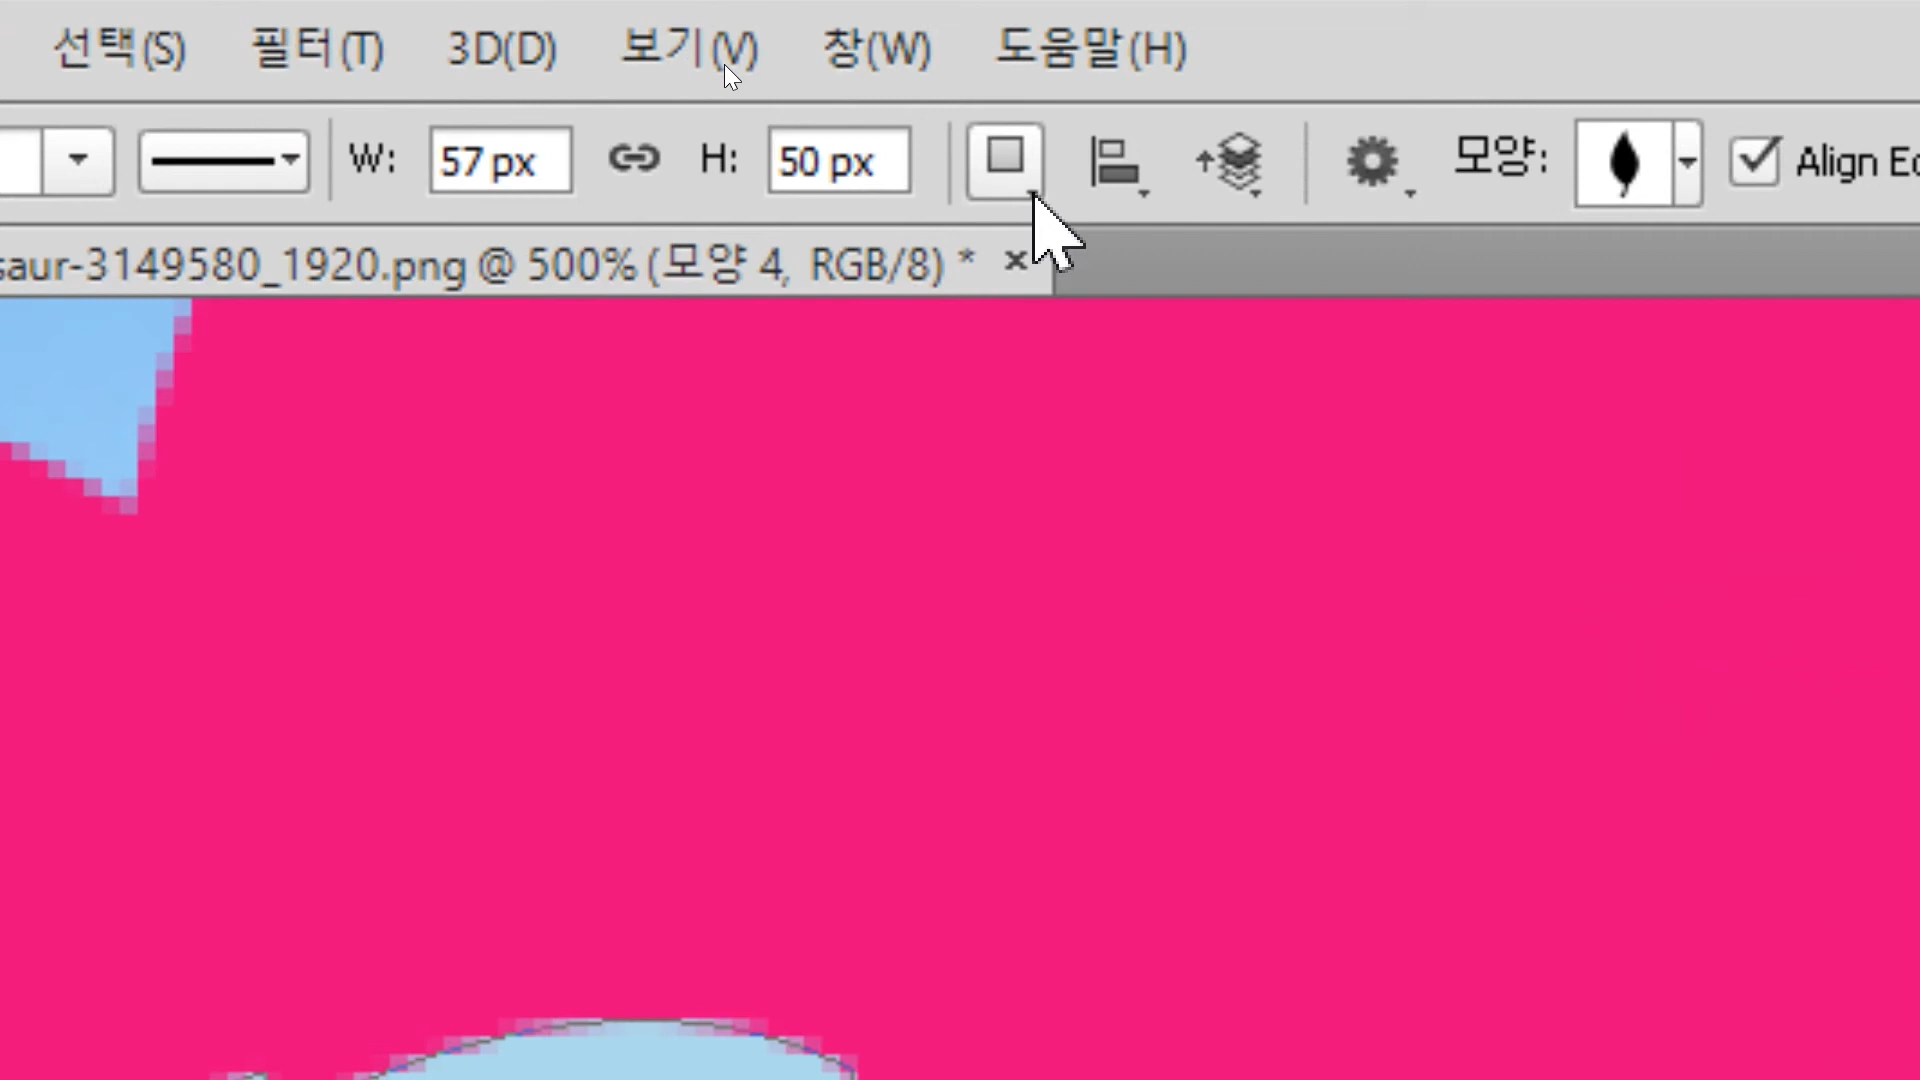 선택(S) 필터(T) 3D(D) 보기(V) 창(W) 도움말(H)
W: 57 px H: 50 px 모양: Align
saur-3149580_1920.png @ 500% (모양 4, RGB/8) * ×